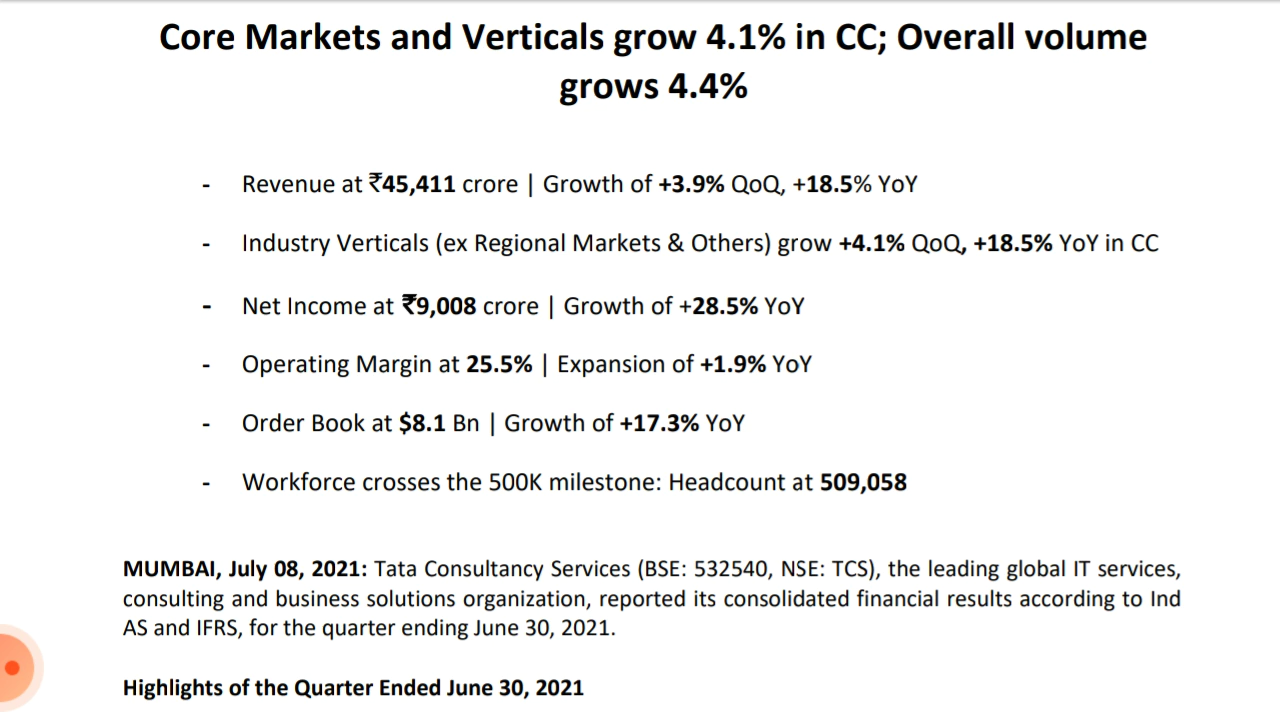 Core Markets and Verticals grow 4.1% in CC; Overall volume
grows 4.4%
- Revenue at ₹45,411 crore | Growth of +3.9% QoQ, +18.5% YoY
- Industry Verticals (ex Regional Markets & Others) grow +4.1% QoQ, +18.5% YoY in CC
- Net Income at ₹9,008 crore | Growth of +28.5% YoY
- Operating Margin at 25.5% | Expansion of +1.9% YoY
- Order Book at $8.1 Bn | Growth of +17.3% YoY
- Workforce crosses the 500K milestone: Headcount at 509,058
MUMBAI, July 08, 2021: Tata Consultancy Services (BSE: 532540, NSE: TCS), the leading global IT services,
consulting and business solutions organization, reported its consolidated financial results according to Ind
AS and IFRS, for the quarter ending June 30, 2021.
Highlights of the Quarter Ended June 30, 2021